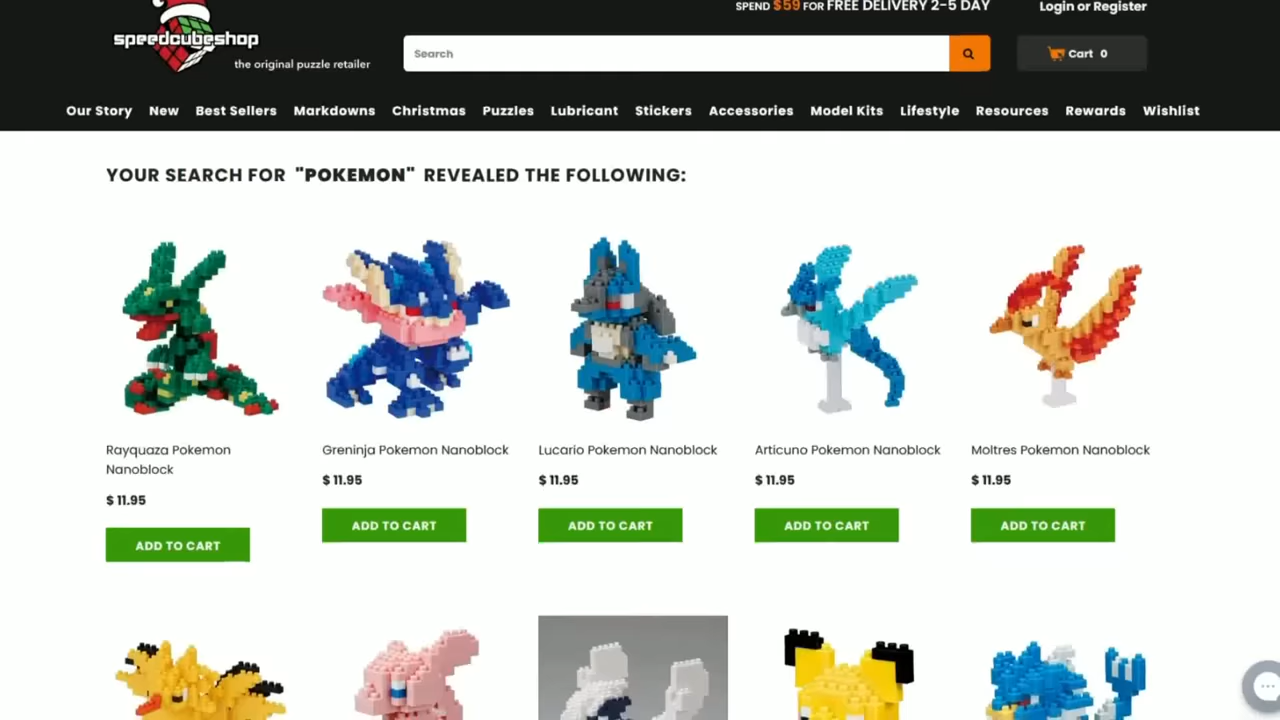 SPEND $59 FOR FREE DELIVERY 2-5 DAY
Login or Register
speedcubeshop
the original puzzle retailer
Search
Cart 0
Our Story New Best Sellers Markdowns Christmas Puzzles Lubricant Stickers Accessories Model Kits Lifestyle Resources Rewards Wishlist
YOUR SEARCH FOR "POKEMON" REVEALED THE FOLLOWING:
Rayquaza Pokemon
Nanoblock
$ 11.95
ADD TO CART
Greninja Pokemon Nanoblock
$ 11.95
ADD TO CART
Lucario Pokemon Nanoblock
$ 11.95
ADD TO CART
Articuno Pokemon Nanoblock
$ 11.95
ADD TO CART
Moltres Pokemon Nanoblock
$ 11.95
ADD TO CART